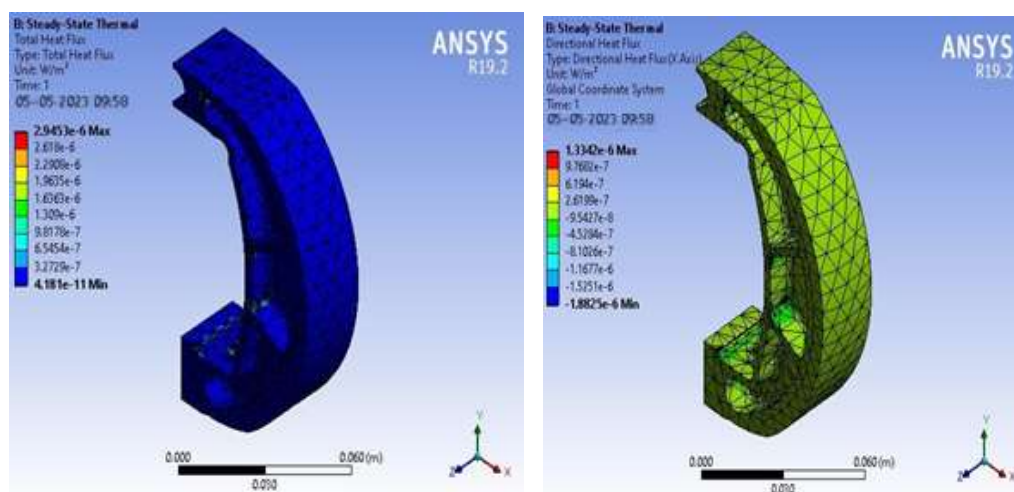 B: Steady-State Thermal
Total Heat Flux
Type: Total Heat Flux
Unit: W/m²
Time: 1
05-05-2023 09:58
2.9453e-6 Max
2.618e-6
2.2908e-6
1.9635e-6
1.6363e-6
1.309e-6
9.8178e-7
6.5454e-7
3.2729e-7
4.181e-11 Min
ANSYS
R19.2
0.000
0.060 (m)
0.030
Y
Z
X
B: Steady-State Thermal
Directional Heat Flux
Type: Directional Heat Flux(X Axis)
Unit: W/m²
Global Coordinate System
Time: 1
05-05-2023 09:58
1.3342e-6 Max
9.7682e-7
6.194e-7
2.6199e-7
-9.5427e-8
-4.5284e-7
-8.1026e-7
-1.1677e-6
-1.5251e-6
-1.8825e-6 Min
ANSYS
R19.2
0.000
0.060 (m)
0.030
Y
Z
X